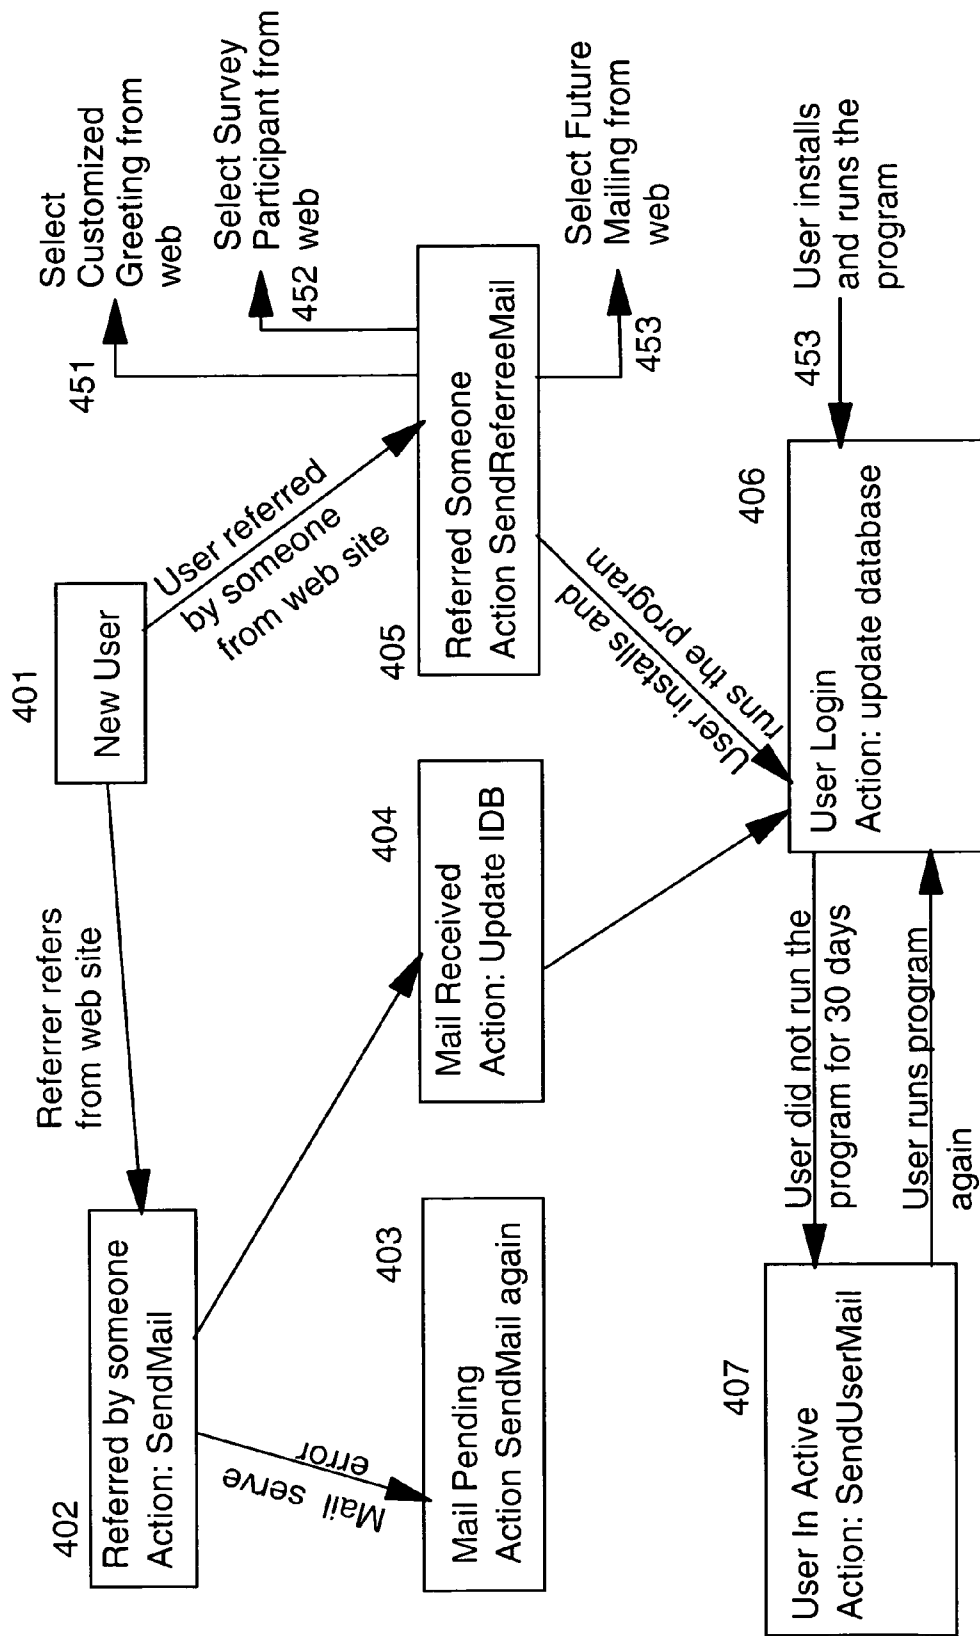 401
New User
Referrer refers
from web site
402
Referred by someone
Action: SendMail
User referred
by someone
from web site
451
Select
Customized
Greeting from
web
Select Survey
Participant from
452 web
405
Referred Someone
Action SendReferreeMail
Select Future
Mailing from
web
453
Mail serve
error
403
Mail Pending
Action SendMail again
404
Mail Received
Action: Update IDB
User installs and
runs the program
406
User Login
Action: update database
453
User installs
and runs the
program
User did not run the
program for 30 days
User runs program
again
407
User In Active
Action: SendUserMail